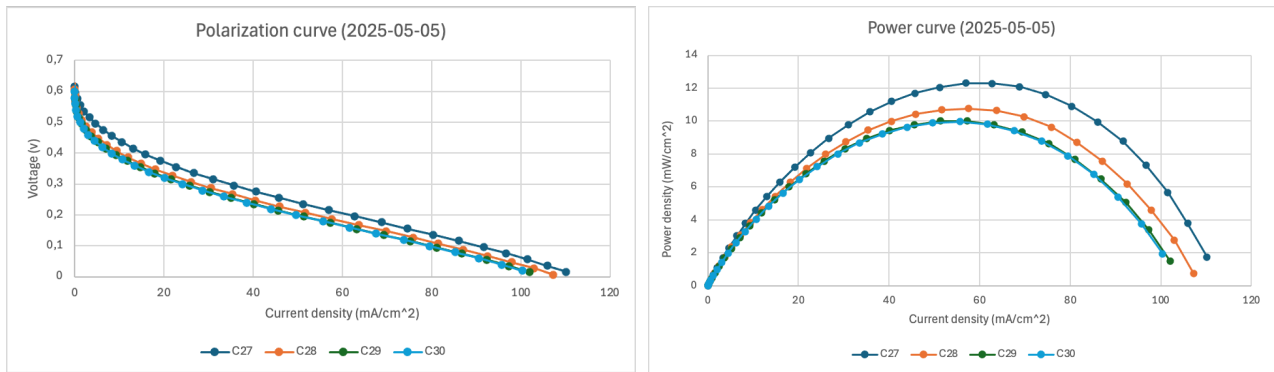 Polarization curve (2025-05-05)
0,7
0,6
0,5
0,4
0,3
0,2
0,1
0
Voltage (v)
0 20 40 60 80 100 120
Current density (mA/cm^2)
C27 C28 C29 C30
Power curve (2025-05-05)
14
12
10
8
6
4
2
0
Power density (mW/cm^2)
0 20 40 60 80 100 120
Current density (mA/cm^2)
C27 C28 C29 C30